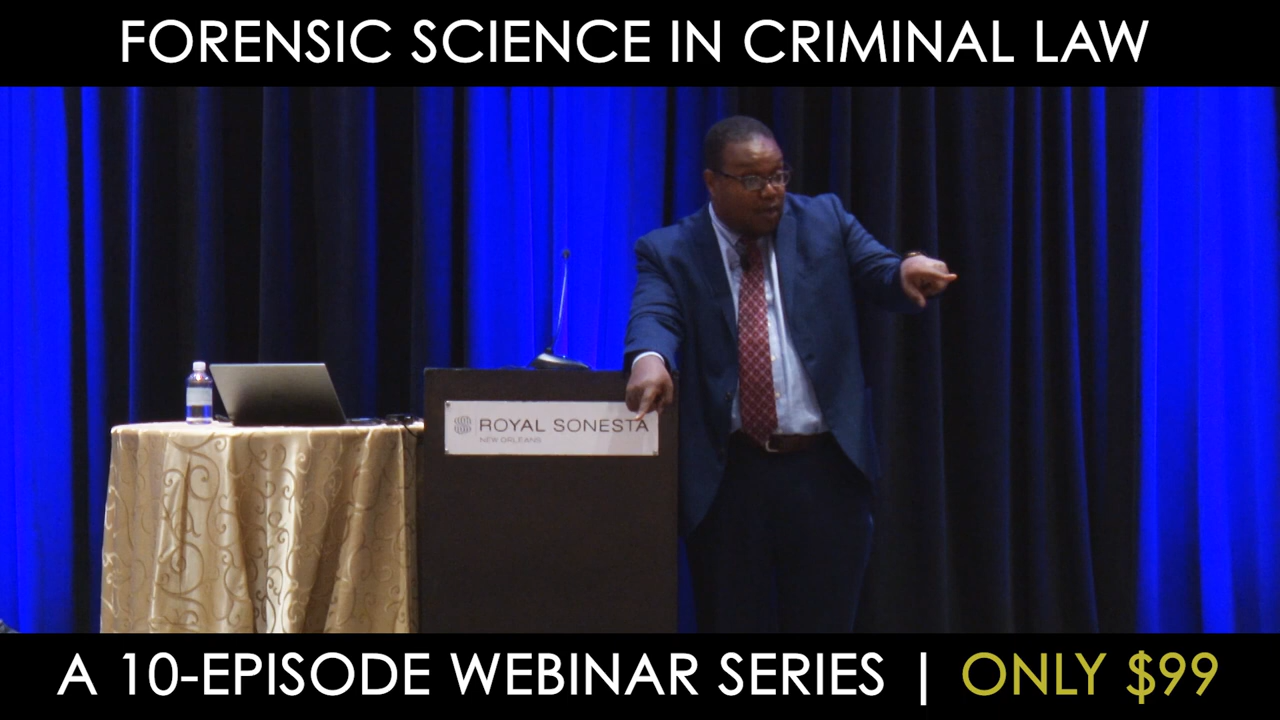 FORENSIC SCIENCE IN CRIMINAL LAW
ROYAL SONESTA
NEW ORLEANS
A 10-EPISODE WEBINAR SERIES | ONLY $99